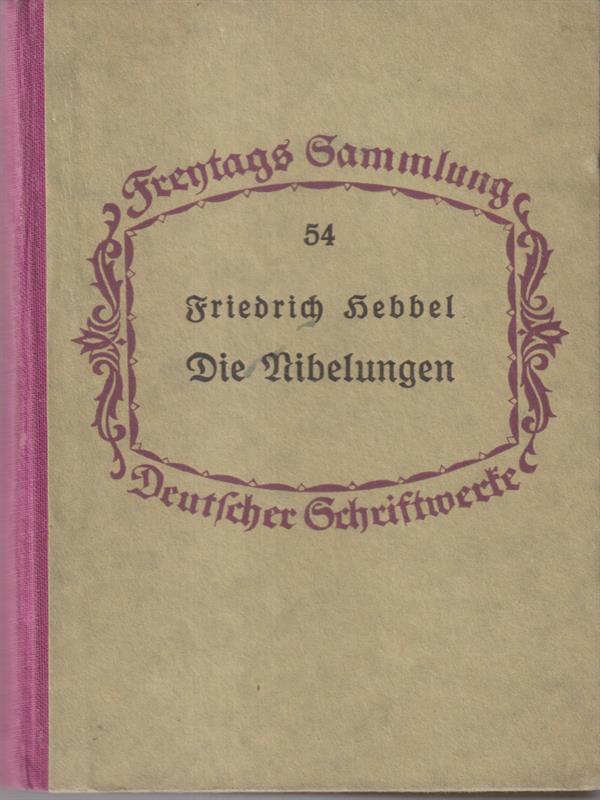 Freytags Sammlung
54
Friedrich Hebbel
Die Nibelungen
Deutscher Schriftwerke